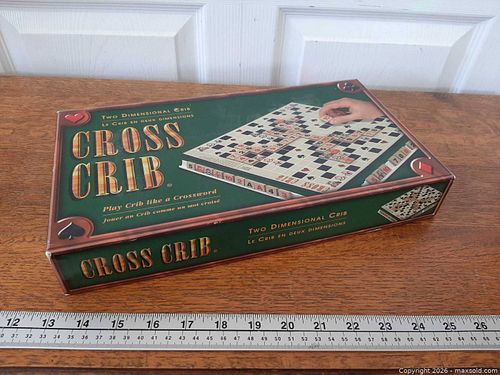 TWO DIMENSIONAL CRIB
LE CRIB EN DEUX DIMENSIONS
CROSS
CRIB®
Play Crib like a Crossword
Jouer au Crib comme un mot croisé
CROSS CRIB
TWO DIMENSIONAL CRIB
LE CRIB EN DEUX DIMENSIONS
12 13 14 15 16 17 18 19 20 21 22 23 24 25 26
Copyright 2026 - maxsold.com